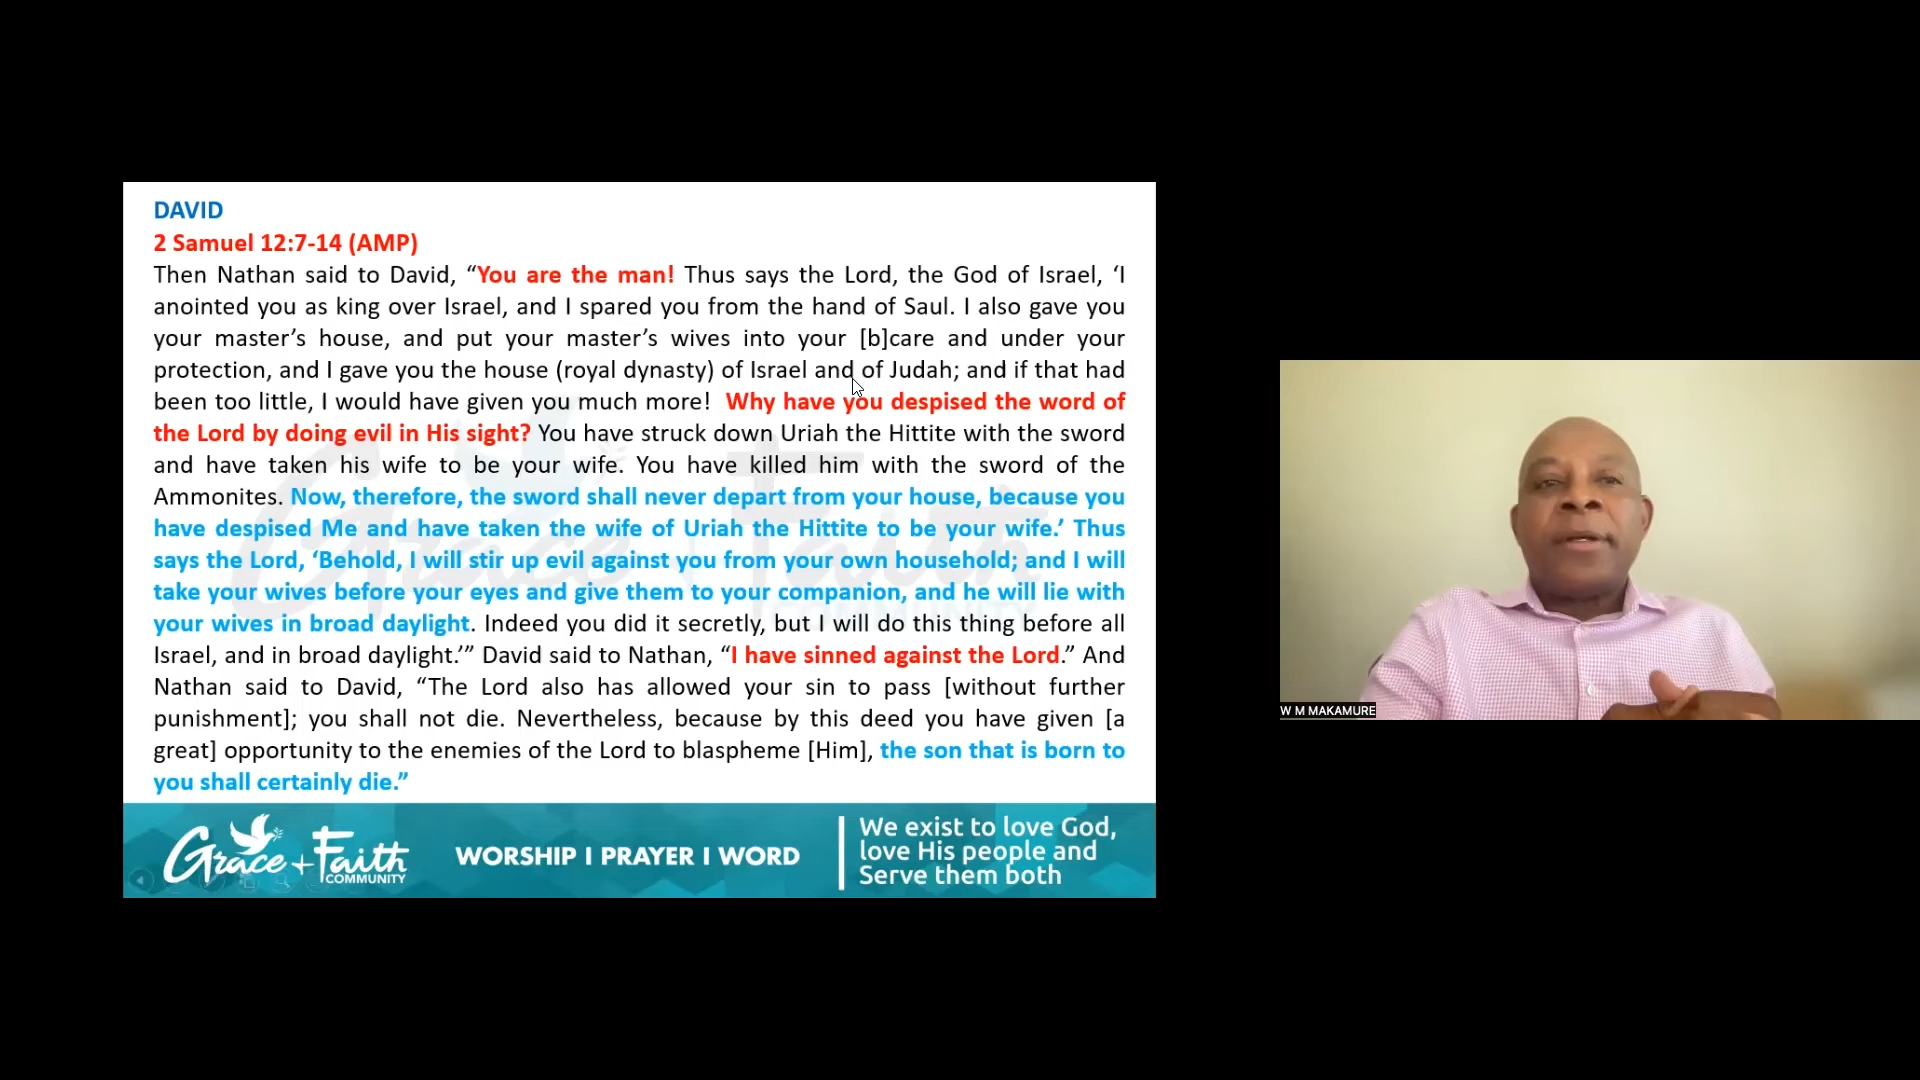 DAVID
2 Samuel 12:7-14 (AMP)
Then Nathan said to David, “You are the man! Thus says the Lord, the God of Israel, ‘I
anointed you as king over Israel, and I spared you from the hand of Saul. I also gave you
your master’s house, and put your master’s wives into your [b]care and under your
protection, and I gave you the house (royal dynasty) of Israel and of Judah; and if that had
been too little, I would have given you much more! Why have you despised the word of
the Lord by doing evil in His sight? You have struck down Uriah the Hittite with the sword
and have taken his wife to be your wife. You have killed him with the sword of the
Ammonites. Now, therefore, the sword shall never depart from your house, because you
have despised Me and have taken the wife of Uriah the Hittite to be your wife.’ Thus
says the Lord, ‘Behold, I will stir up evil against you from your own household; and I will
take your wives before your eyes and give them to your companion, and he will lie with
your wives in broad daylight. Indeed you did it secretly, but I will do this thing before all
Israel, and in broad daylight.’” David said to Nathan, “I have sinned against the Lord.” And
Nathan said to David, “The Lord also has allowed your sin to pass [without further
punishment]; you shall not die. Nevertheless, because by this deed you have given [a
great] opportunity to the enemies of the Lord to blaspheme [Him], the son that is born to
you shall certainly die.”
Grace + Faith
COMMUNITY
WORSHIP I PRAYER I WORD
We exist to love God,
love His people and
Serve them both
W M MAKAMURE